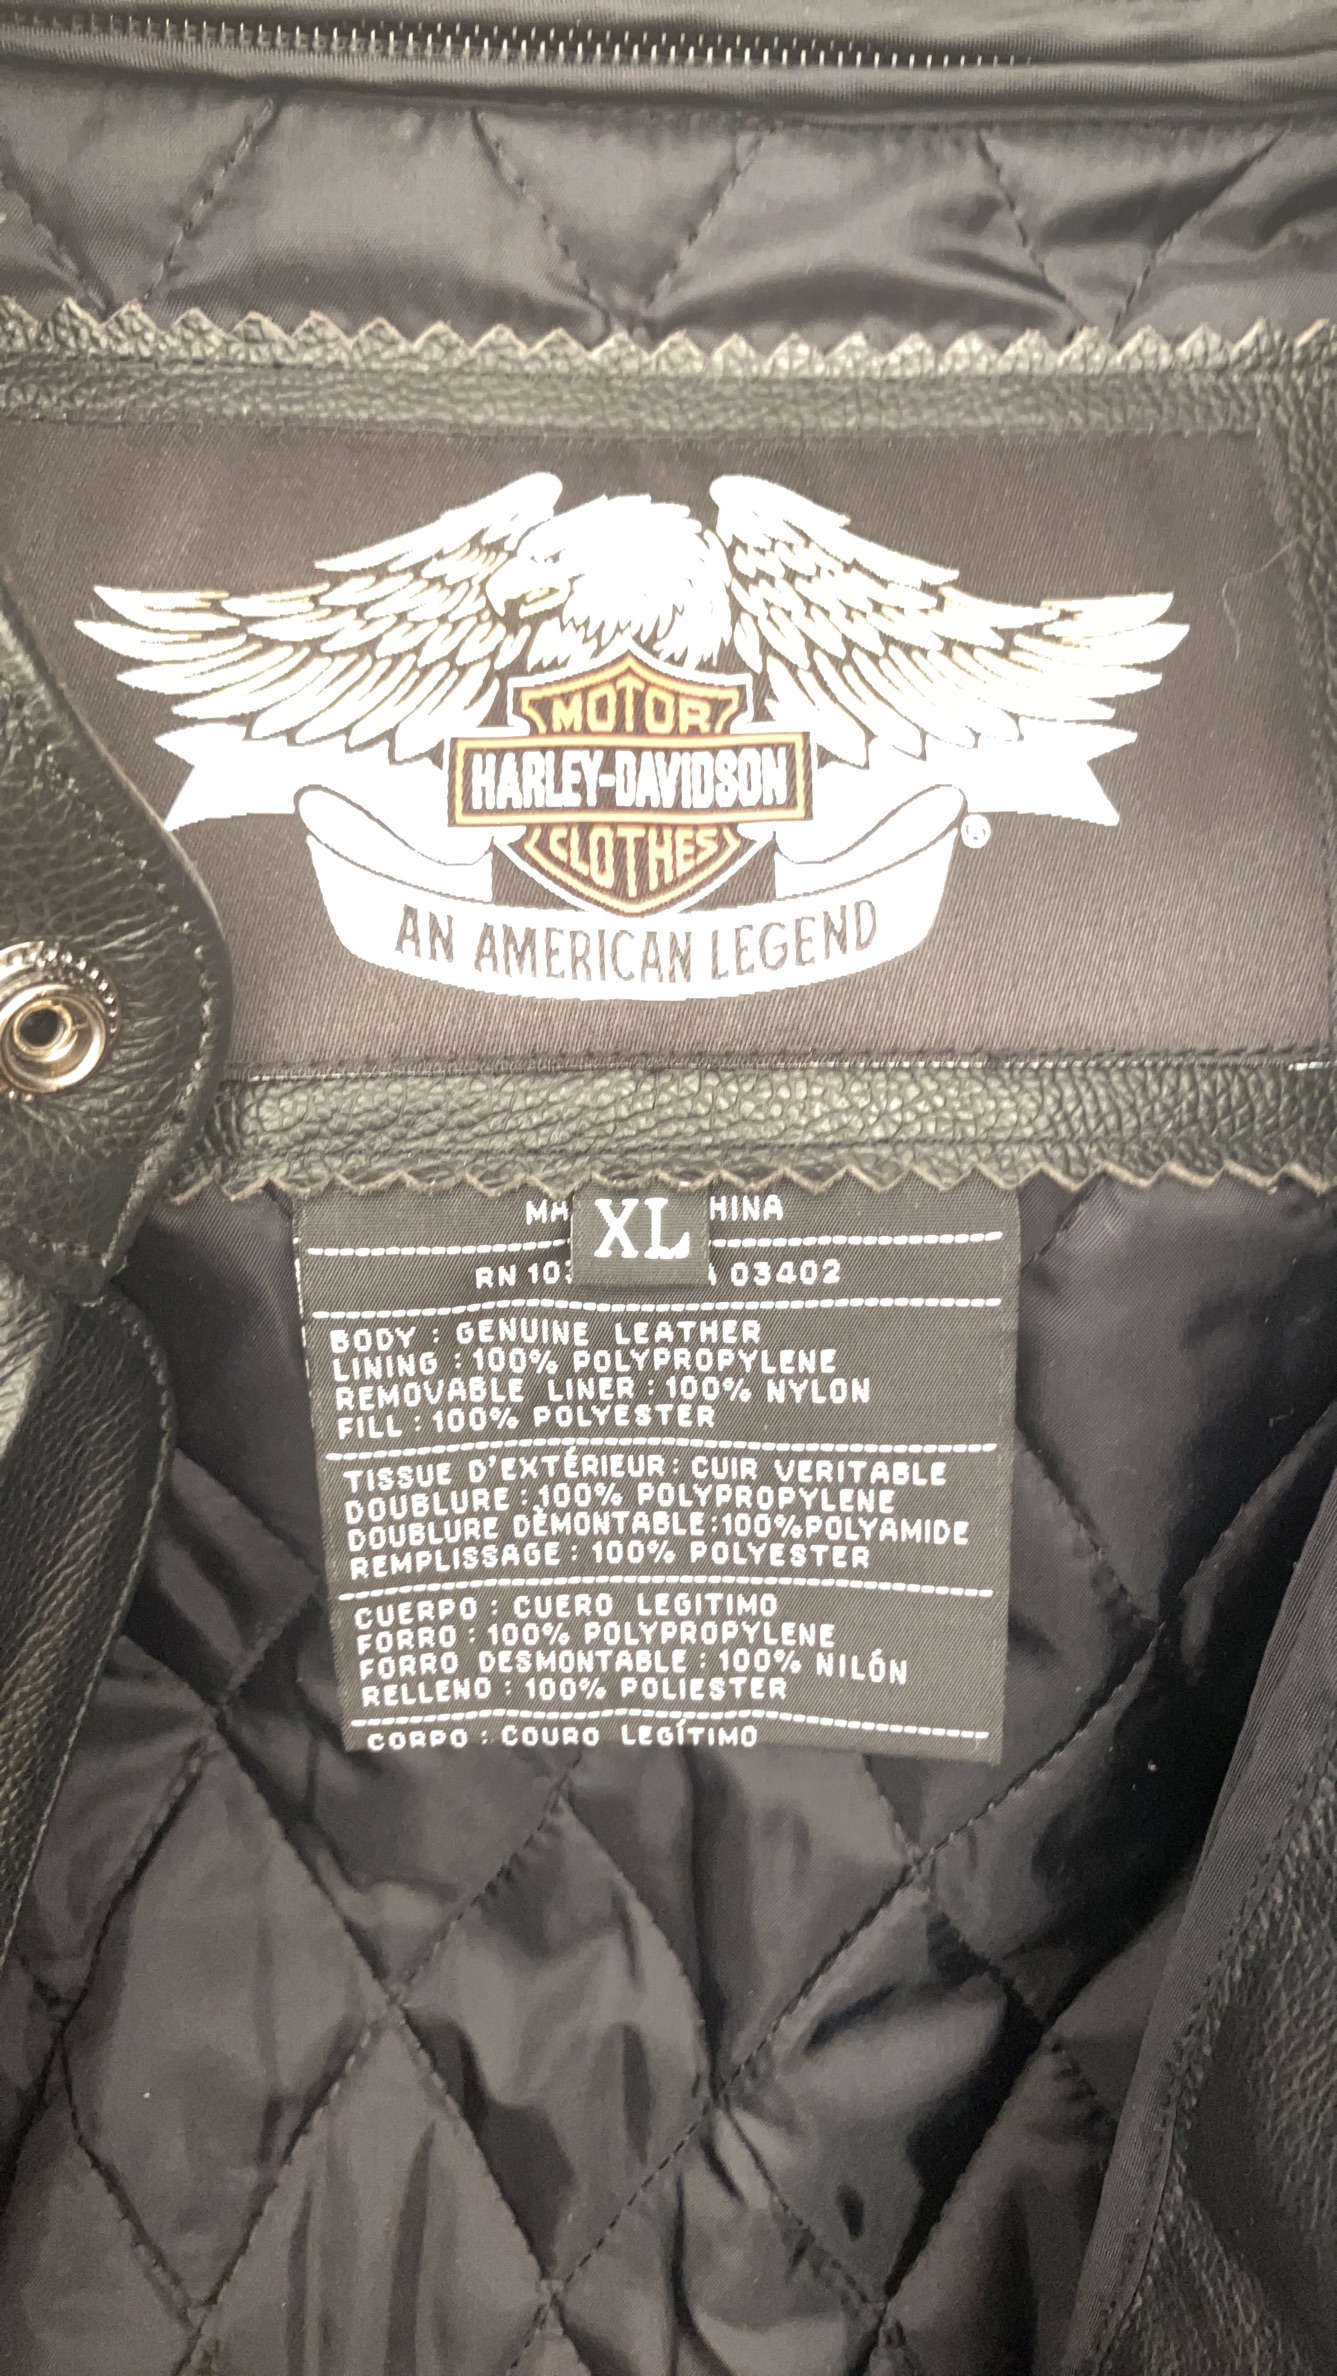 MOTOR
HARLEY-DAVIDSON
CLOTHES
®
AN AMERICAN LEGEND
XL
03402
BODY : GENUINE LEATHER
LINING : 100% POLYPROPYLENE
REMOVABLE LINER : 100% NYLON
FILL : 100% POLYESTER
TISSUE D'EXTÉRIEUR : CUIR VERITABLE
DOUBLURE : 100% POLYPROPYLENE
DOUBLURE DÈMONTABLE:100%POLYAMIDE
REMPLISSAGE : 100% POLYESTER
CUERPO : CUERO LEGITIMO
FORRO : 100% POLYPROPYLENE
FORRO DESMONTABLE : 100% NILÓN
RELLENO : 100% POLIESTER
CORPO : COURO LEGÍTIMO